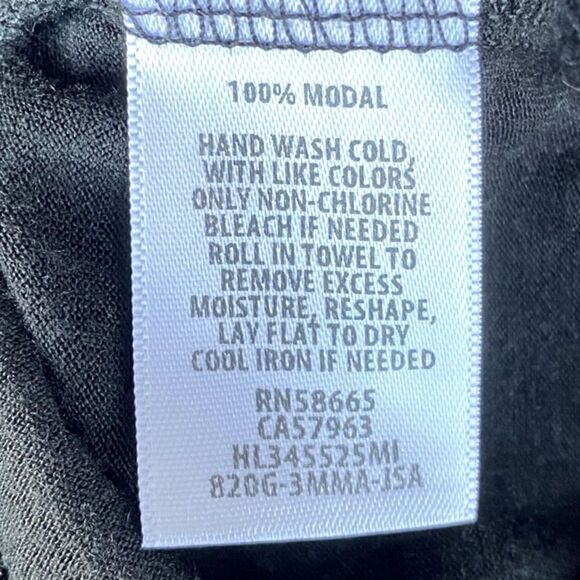 100% MODAL
HAND WASH COLD,
WITH LIKE COLORS
ONLY NON-CHLORINE
BLEACH IF NEEDED
ROLL IN TOWEL TO
REMOVE EXCESS
MOISTURE, RESHAPE,
LAY FLAT TO DRY
COOL IRON IF NEEDED
RN58665
CA57963
HL345525MI
820G-3MMA-JSA